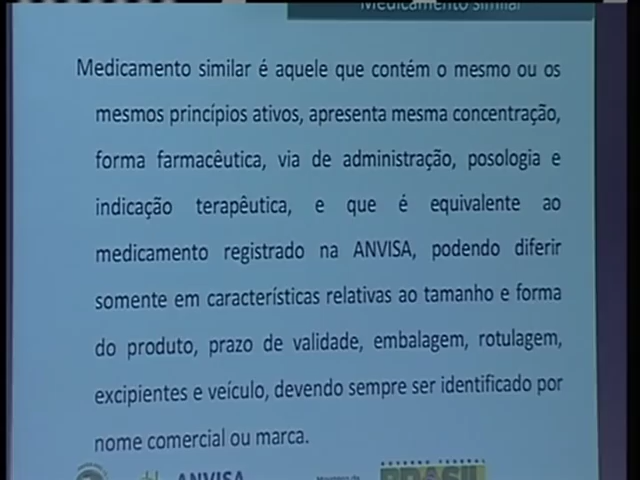 Medicamento similar
Medicamento similar é aquele que contém o mesmo ou os
mesmos princípios ativos, apresenta mesma concentração,
forma farmacêutica, via de administração, posologia e
indicação terapêutica, e que é equivalente ao
medicamento registrado na ANVISA, podendo diferir
somente em características relativas ao tamanho e forma
do produto, prazo de validade, embalagem, rotulagem,
excipientes e veículo, devendo sempre ser identificado por
nome comercial ou marca.
ANVISA
BRASIL